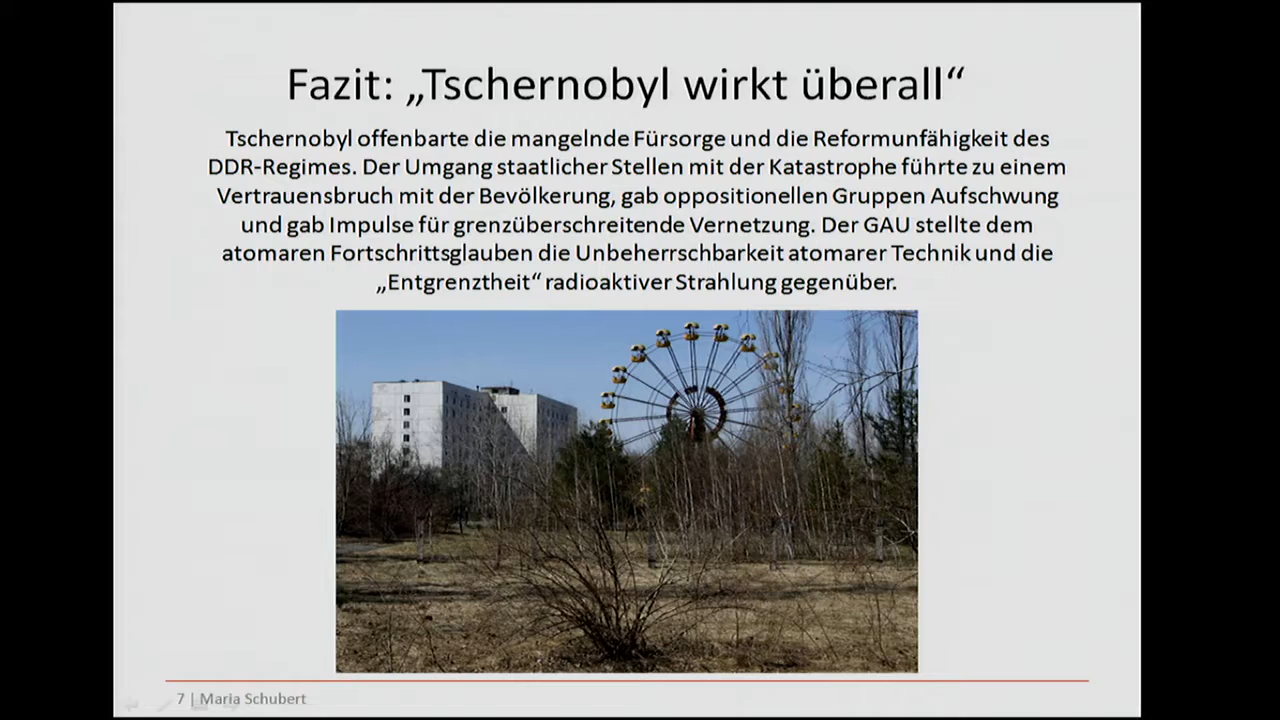 Fazit: „Tschernobyl wirkt überall“
Tschernobyl offenbarte die mangelnde Fürsorge und die Reformunfähigkeit des
DDR-Regimes. Der Umgang staatlicher Stellen mit der Katastrophe führte zu einem
Vertrauensbruch mit der Bevölkerung, gab oppositionellen Gruppen Aufschwung
und gab Impulse für grenzüberschreitende Vernetzung. Der GAU stellte dem
atomaren Fortschrittsglauben die Unbeherrschbarkeit atomarer Technik und die
„Entgrenztheit“ radioaktiver Strahlung gegenüber.
7 | Maria Schubert